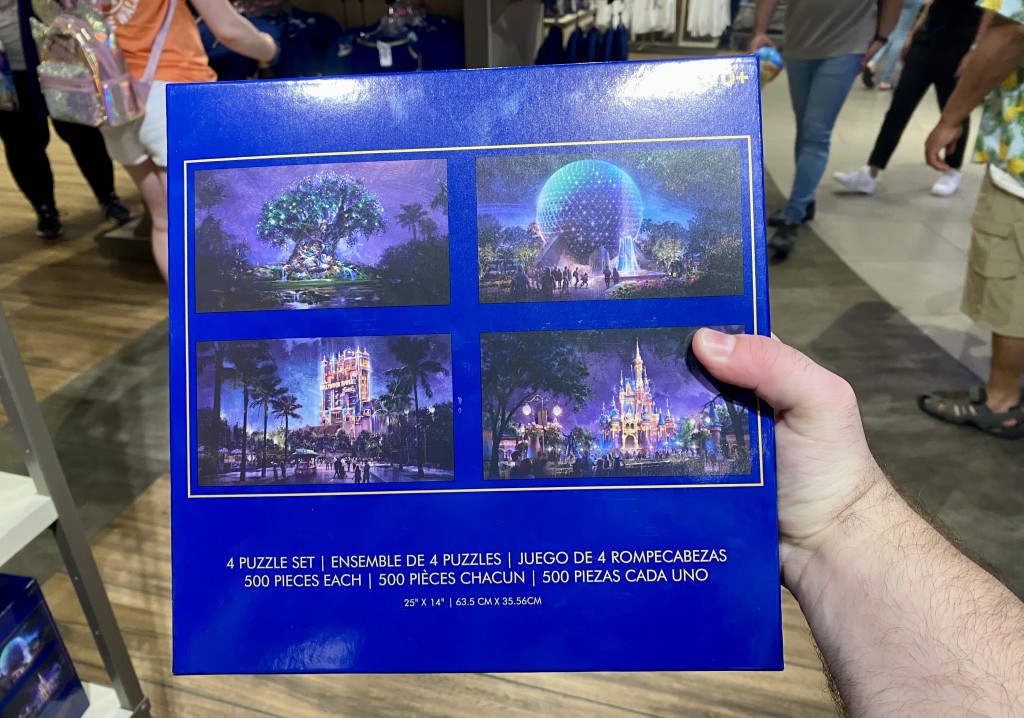 0+
4 PUZZLE SET | ENSEMBLE DE 4 PUZZLES | JUEGO DE 4 ROMPECABEZAS
500 PIECES EACH | 500 PIÈCES CHACUN | 500 PIEZAS CADA UNO
25" X 14" | 63.5 CM X 35.56CM